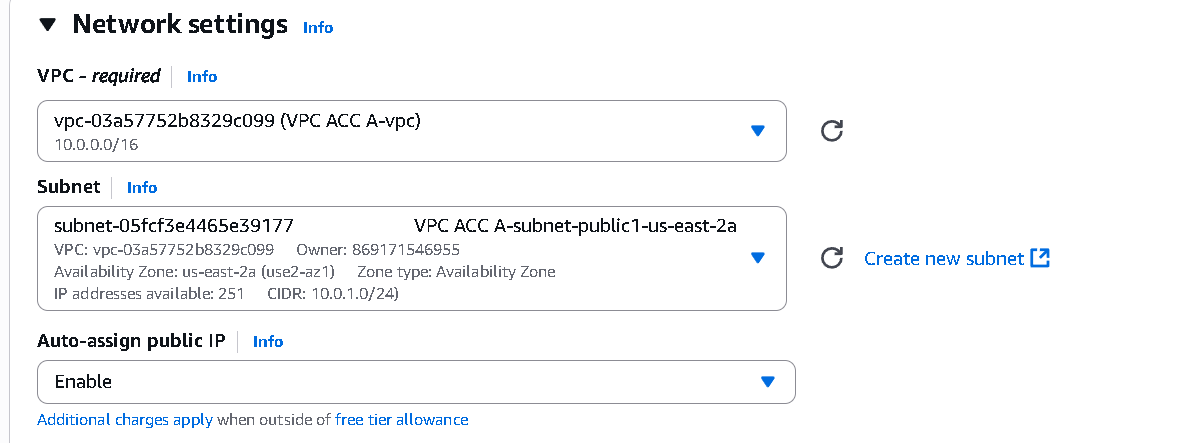 Network settings Info
VPC - required Info
vpc-03a57752b8329c099 (VPC ACC A-vpc)
10.0.0.0/16
Subnet Info
subnet-05fcf3e4465e39177 VPC ACC A-subnet-public1-us-east-2a
VPC: vpc-03a57752b8329c099 Owner: 869171546955
Availability Zone: us-east-2a (use2-az1) Zone type: Availability Zone
IP addresses available: 251 CIDR: 10.0.1.0/24)
Create new subnet
Auto-assign public IP Info
Enable
Additional charges apply when outside of free tier allowance